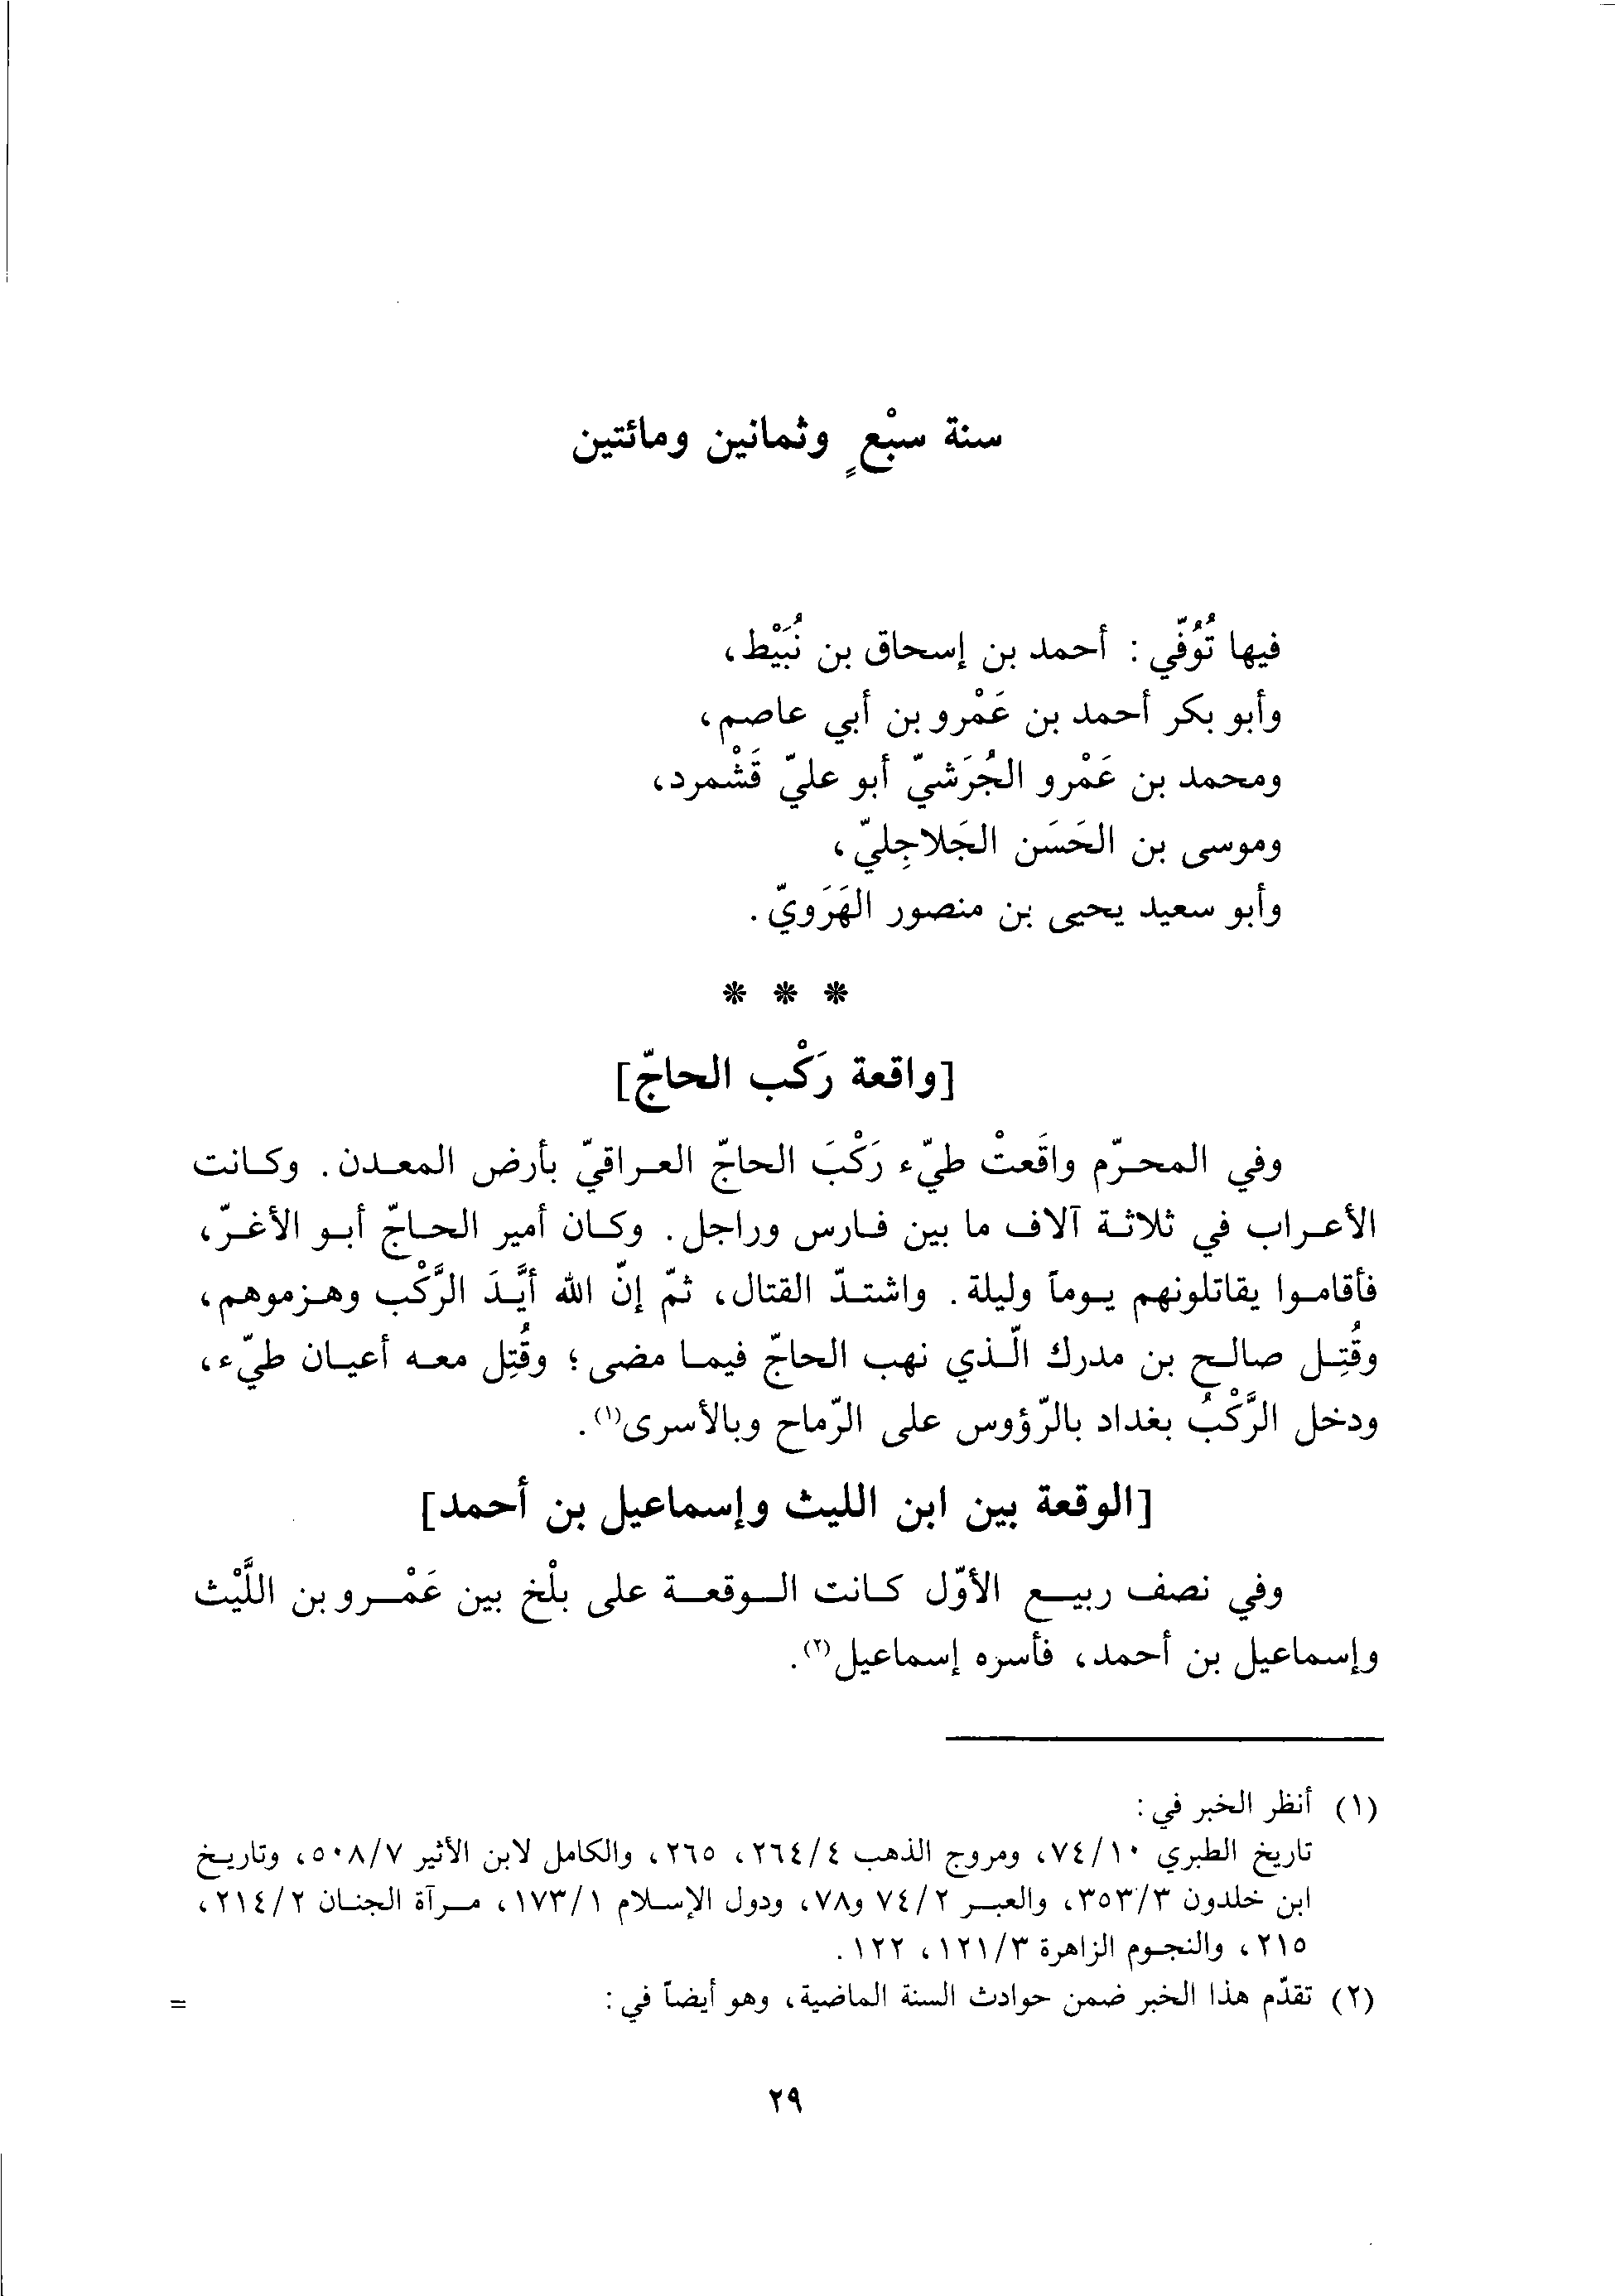 سنة سبْعٍ وثمانين ومائتين
فيها تُوُفّي : أحمد بن إسحاق بن نُبَيْط،
وأبو بكر أحمد بن عَمْرو بن أبي عاصم،
ومحمد بن عَمْرو الجُرَشيّ أبو عليّ قَشْمرد،
وموسى بن الحَسَن الجَلاجِليّ،
وأبو سعيد يحيى بن منصور الهَرَويّ.
* * *
[واقعة رَكْب الحاجّ]
وفي المحرّم واقَعتْ طيّء رَكْبَ الحاجّ العراقيّ بأرض المعدن. وكانت
الأعراب في ثلاثة آلاف ما بين فارس وراجل. وكان أمير الحاجّ أبو الأغرّ،
فأقاموا يقاتلونهم يوماً وليلة. واشتدّ القتال، ثمّ إنّ الله أيَّدَ الرَّكْب وهزموهم،
وقُتِل صالح بن مدرك الّذي نهب الحاجّ فيما مضى؛ وقُتِل معه أعيان طيّء،
ودخل الرَّكْبُ بغداد بالرّؤوس على الرّماح وبالأسرى(١).
[الوقعة بين ابن الليث وإسماعيل بن أحمد]
وفي نصف ربيع الأوّل كانت الوقعة على بلْخ بين عَمْرو بن اللَّيْث
وإسماعيل بن أحمد، فأسره إسماعيل(٢).
(١) أنظر الخبر في :
تاريخ الطبري ٧٤/١٠، ومروج الذهب ٢٦٤/٤، ٢٦٥، والكامل لابن الأثير ٥٠٨/٧، وتاريخ
ابن خلدون ٣٥٣/٣، والعبر ٧٤/٢ و٧٨، ودول الإسلام ١٧٣/١، مرآة الجنان ٢١٤/٢،
٢١٥، والنجوم الزاهرة ١٢١/٣، ١٢٢.
(٢) تقدّم هذا الخبر ضمن حوادث السنة الماضية، وهو أيضاً في :
=
٢٩